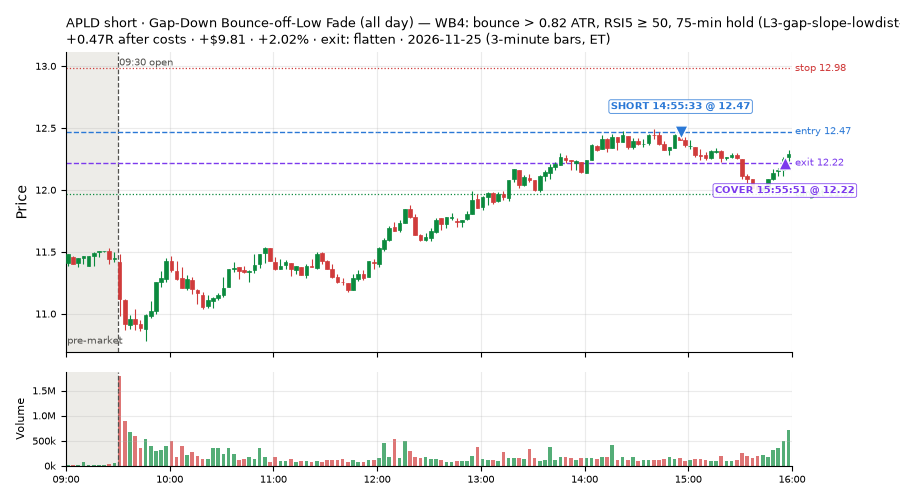 APLD short · Gap-Down Bounce-off-Low Fade (all day) — WB4: bounce > 0.82 ATR, RSI5 ≥ 50, 75-min hold (L3-gap-slope-lowdist-
+0.47R after costs · +$9.81 · +2.02% · exit: flatten · 2026-11-25 (3-minute bars, ET)
13.0
09:30 open
stop 12.98
SHORT 14:55:33 @ 12.47
12.5
entry 12.47
exit 12.22
12.0
COVER 15:55:51 @ 12.22
Price
11.5
11.0
pre-market
1.5M
1.0M
500k
0k
Volume
09:00
10:00
11:00
12:00
13:00
14:00
15:00
16:00